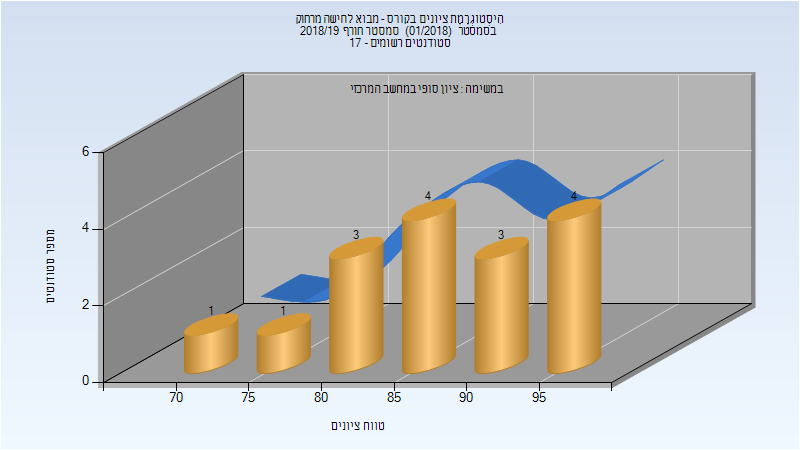 היסטוגרמת ציונים בקורס - מבוא לחישה מרחוק
בסמסטר (01/2018) סמסטר חורף 2018/19
סטודנטים רשומים - 17
במשימה : ציון סופי במחשב המרכזי
מספר סטודנטים
6
4
2
0
1
1
3
4
3
4
70 75 80 85 90 95
טווח ציונים